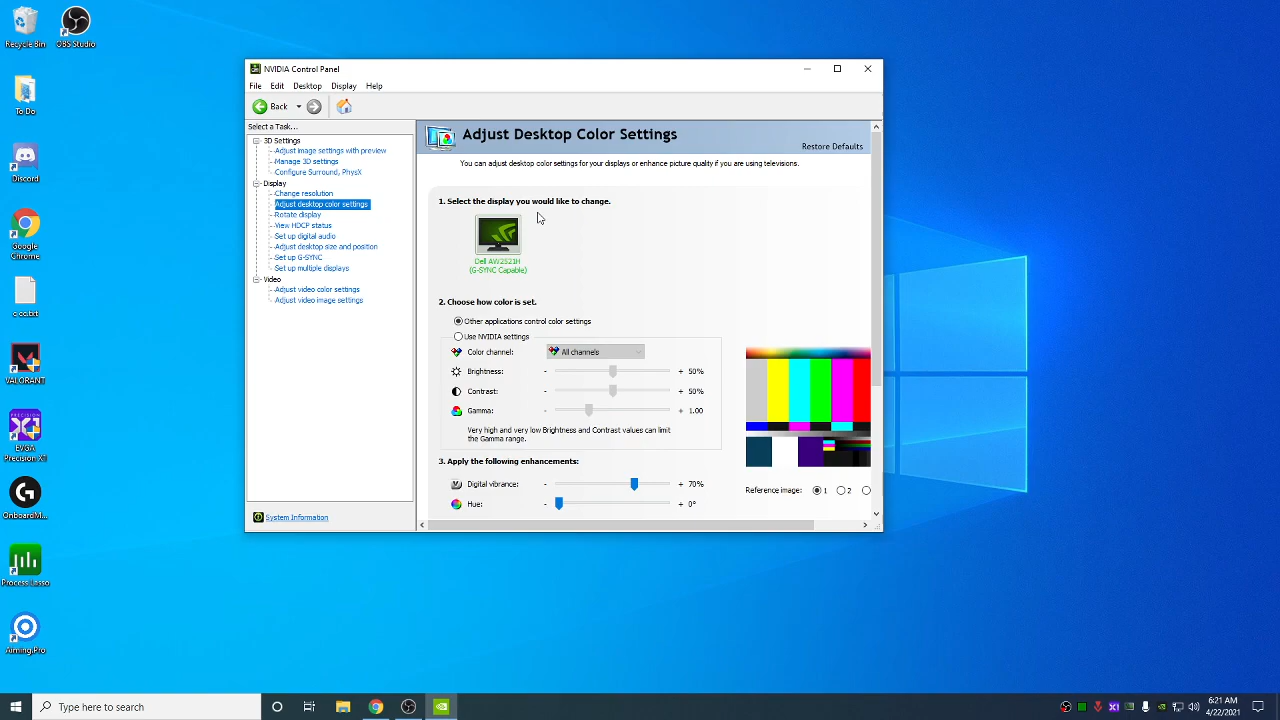 Recycle Bin
OBS Studio
To Do
Discord
Google
Chrome
VALORANT
EVGA
Precision X1
OnboardM...
Process Lasso
Aiming.Pro
NVIDIA Control Panel
File Edit Desktop Display Help
Back
Select a Task...
3D Settings
Adjust image settings with preview
Manage 3D settings
Configure Surround, PhysX
Display
Change resolution
Adjust desktop color settings
Rotate display
View HDCP status
Set up digital audio
Adjust desktop size and position
Set up G-SYNC
Set up multiple displays
Video
Adjust video color settings
Adjust video image settings
System Information
Adjust Desktop Color Settings
Restore Defaults
You can adjust desktop color settings for your displays or enhance picture quality if you are using televisions.
1. Select the display you would like to change.
Dell AW2521H
(G-SYNC Capable)
2. Choose how color is set.
Other applications control color settings
Use NVIDIA settings
Color channel: All channels
Brightness: - + 50%
Contrast: - + 50%
Gamma: - + 1.00
Very high and very low Brightness and Contrast values can limit
the Gamma range.
3. Apply the following enhancements:
Digital vibrance: - + 70%
Hue: - + 0°
Reference image: 1 2
Type here to search
6:21 AM
4/22/2021